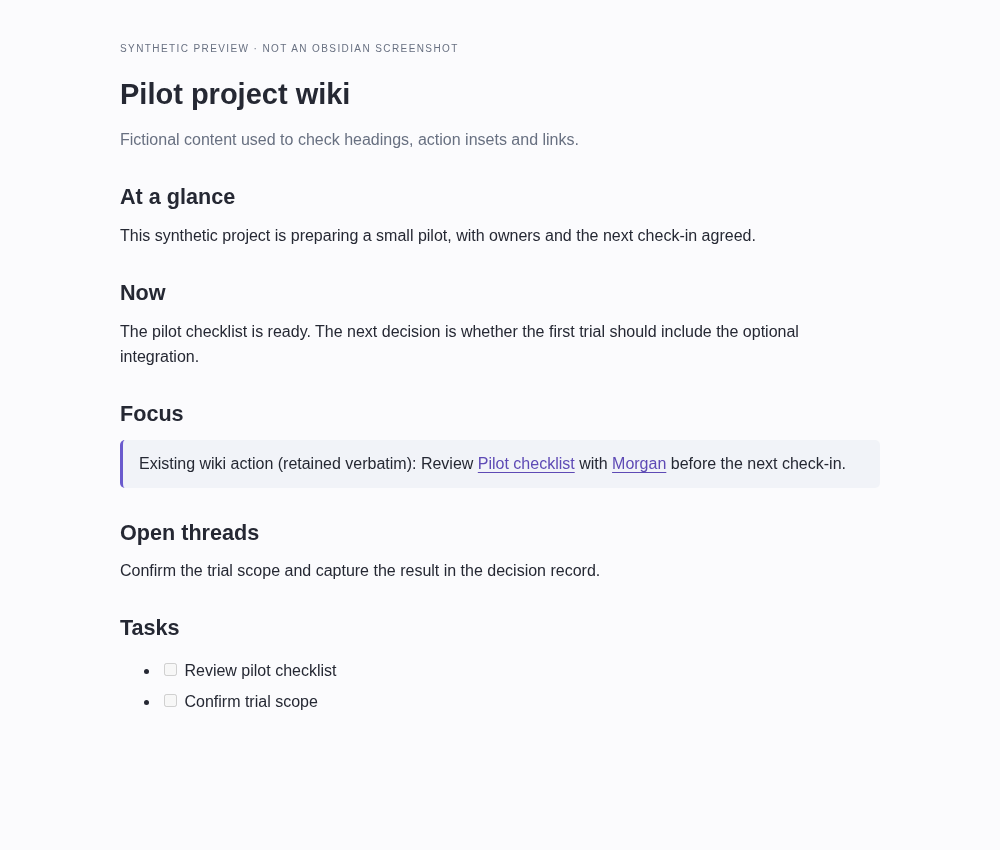 SYNTHETIC PREVIEW · NOT AN OBSIDIAN SCREENSHOT
Pilot project wiki
Fictional content used to check headings, action insets and links.
At a glance
This synthetic project is preparing a small pilot, with owners and the next check-in agreed.
Now
The pilot checklist is ready. The next decision is whether the first trial should include the optional
integration.
Focus
Existing wiki action (retained verbatim): Review Pilot checklist with Morgan before the next check-in.
Open threads
Confirm the trial scope and capture the result in the decision record.
Tasks
Review pilot checklist
Confirm trial scope